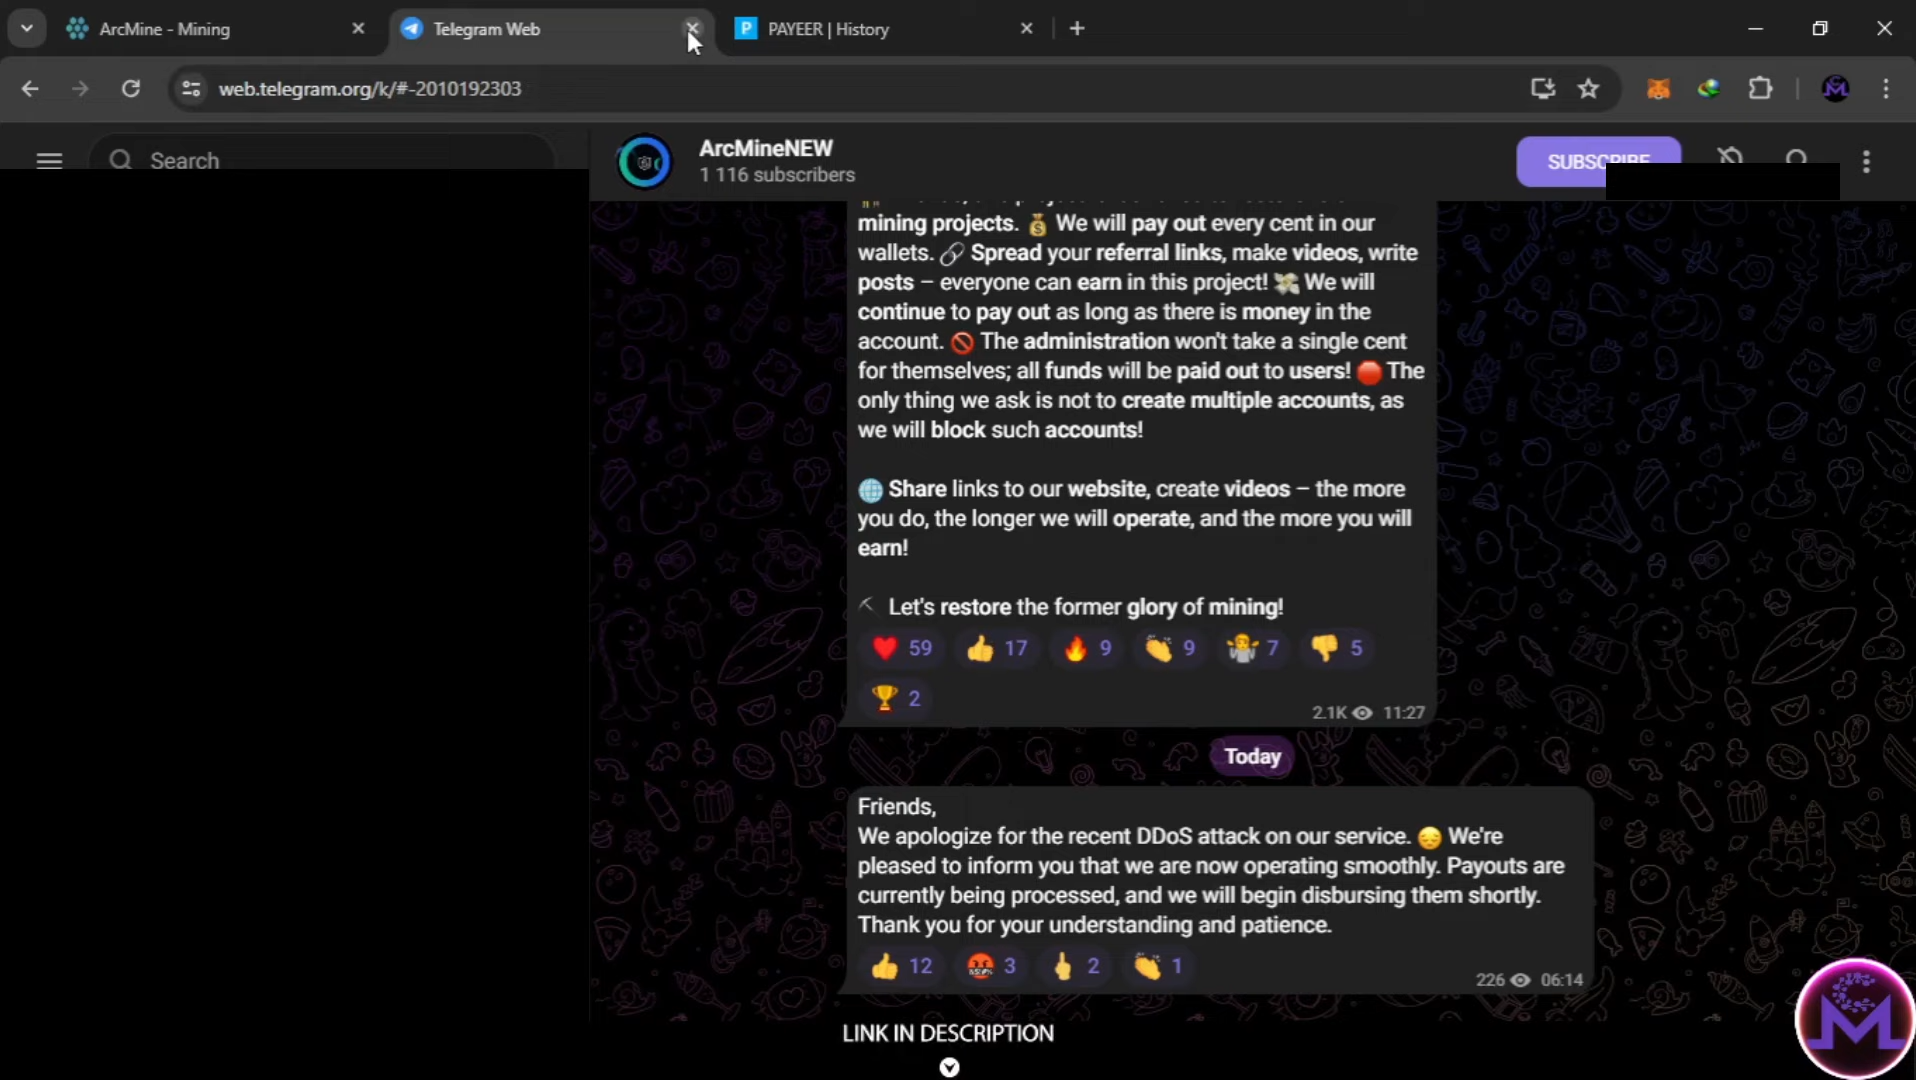 ArcMine - Mining
Telegram Web
PAYEER | History
web.telegram.org/k/#-2010192303
Search
ArcMineNEW
1 116 subscribers
SUBSCRIBE
mining projects. 💰 We will pay out every cent in our
wallets. 🔗 Spread your referral links, make videos, write
posts – everyone can earn in this project! 💸 We will
continue to pay out as long as there is money in the
account. 🚫 The administration won't take a single cent
for themselves; all funds will be paid out to users! 🛑 The
only thing we ask is not to create multiple accounts, as
we will block such accounts!
🌐 Share links to our website, create videos – the more
you do, the longer we will operate, and the more you will
earn!
⛏ Let's restore the former glory of mining!
❤️ 59 👍 17 🔥 9 👏 9 🤷 7 👎 5
🏆 2
2.1K 11:27
Today
Friends,
We apologize for the recent DDoS attack on our service. 😔 We're
pleased to inform you that we are now operating smoothly. Payouts are
currently being processed, and we will begin disbursing them shortly.
Thank you for your understanding and patience.
👍 12 🤬 3 🖕 2 👏 1
226 06:14
LINK IN DESCRIPTION